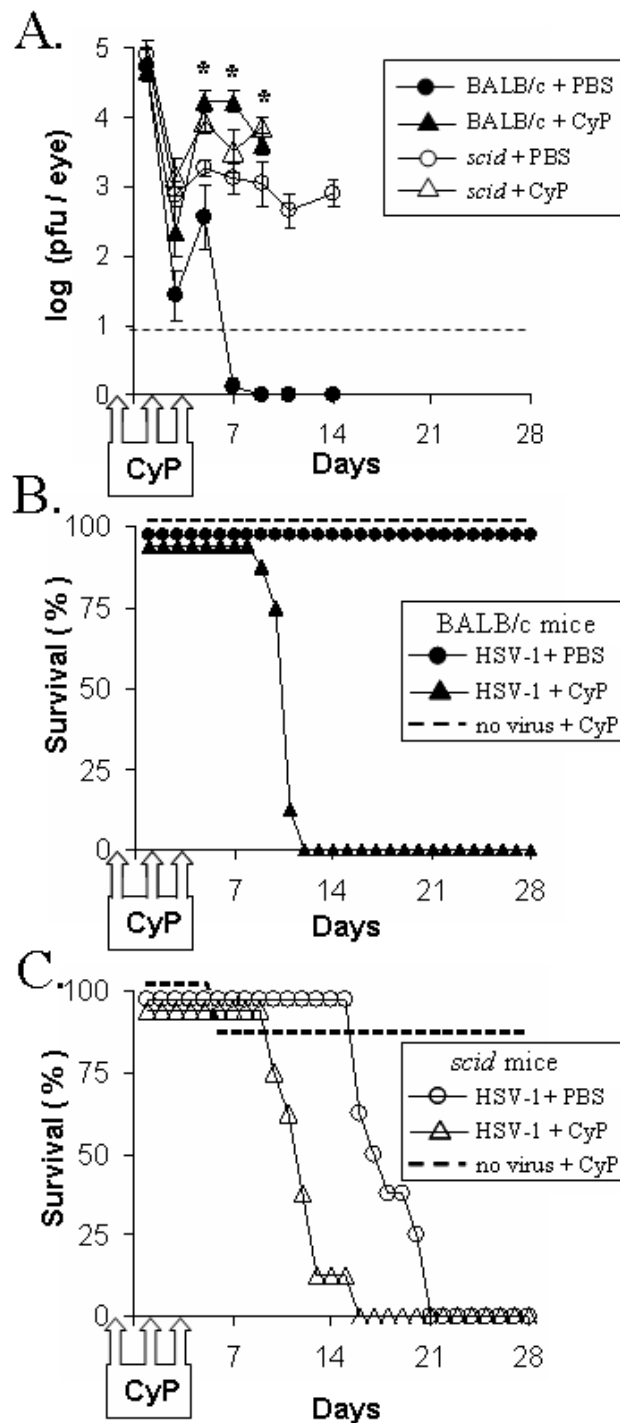 A.
log (pfu / eye)
5
4
3
2
1
0
* * *
BALB/c + PBS
BALB/c + CyP
scid + PBS
scid + CyP
7 14 21 28
CyP
Days
B.
Survival ( % )
100
75
50
25
0
BALB/c mice
HSV-1 + PBS
HSV-1 + CyP
no virus + CyP
7 14 21 28
CyP
Days
C.
Survival ( % )
100
75
50
25
0
scid mice
HSV-1 + PBS
HSV-1 + CyP
no virus + CyP
7 14 21 28
CyP
Days